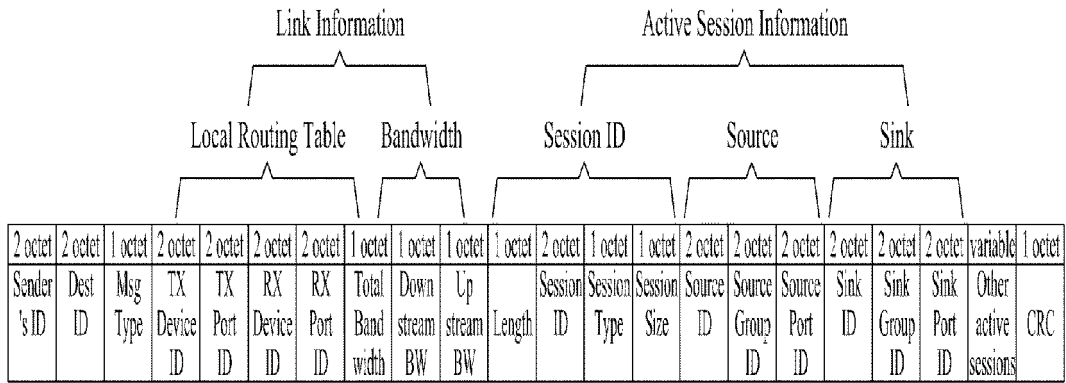 Link Information
Active Session Information
Local Routing Table
Bandwidth
Session ID
Source
Sink
2 octet
2 octet
1 octet
2 octet
2 octet
2 octet
2 octet
1 octet
1 octet
1 octet
1 octet
2 octet
1 octet
1 octet
2 octet
2 octet
2 octet
2 octet
2 octet
2 octet
variable
1 octet
Sender
's ID
Dest
ID
Msg
Type
TX
Device
ID
TX
Port
ID
RX
Device
ID
RX
Port
ID
Total
Band
width
Down
stream
BW
Up
stream
BW
Length
Session
ID
Session
Type
Session
Size
Source
ID
Source
Group
ID
Source
Port
ID
Sink
ID
Sink
Group
ID
Sink
Port
ID
Other
active
sessions
CRC